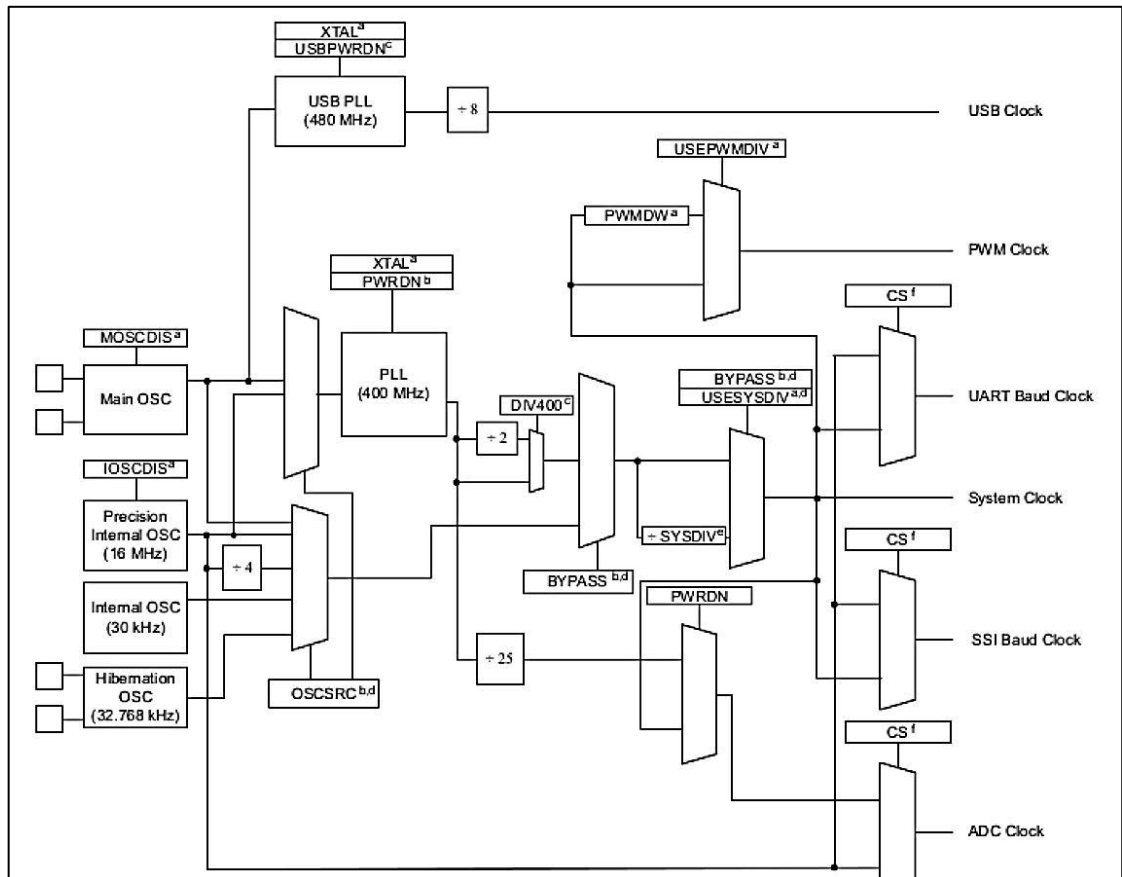 XTAL a
USBPWRDN c
USB PLL
(480 MHz)
÷ 8
USB Clock
USEPWMDIV a
PWMDW a
PWM Clock
XTAL a
PWRDN b
CS f
MOSCDIS a
Main OSC
PLL
(400 MHz)
BYPASS b,d
USESYSDIV a,d
UART Baud Clock
DIV400 c
÷ 2
IOSCDIS a
Precision
Internal OSC
(16 MHz)
System Clock
÷ SYSDIV e
CS f
÷ 4
BYPASS b,d
PWRDN
Internal OSC
(30 kHz)
SSI Baud Clock
÷ 25
Hibernation
OSC
(32.768 kHz)
OSCSRC b,d
CS f
ADC Clock